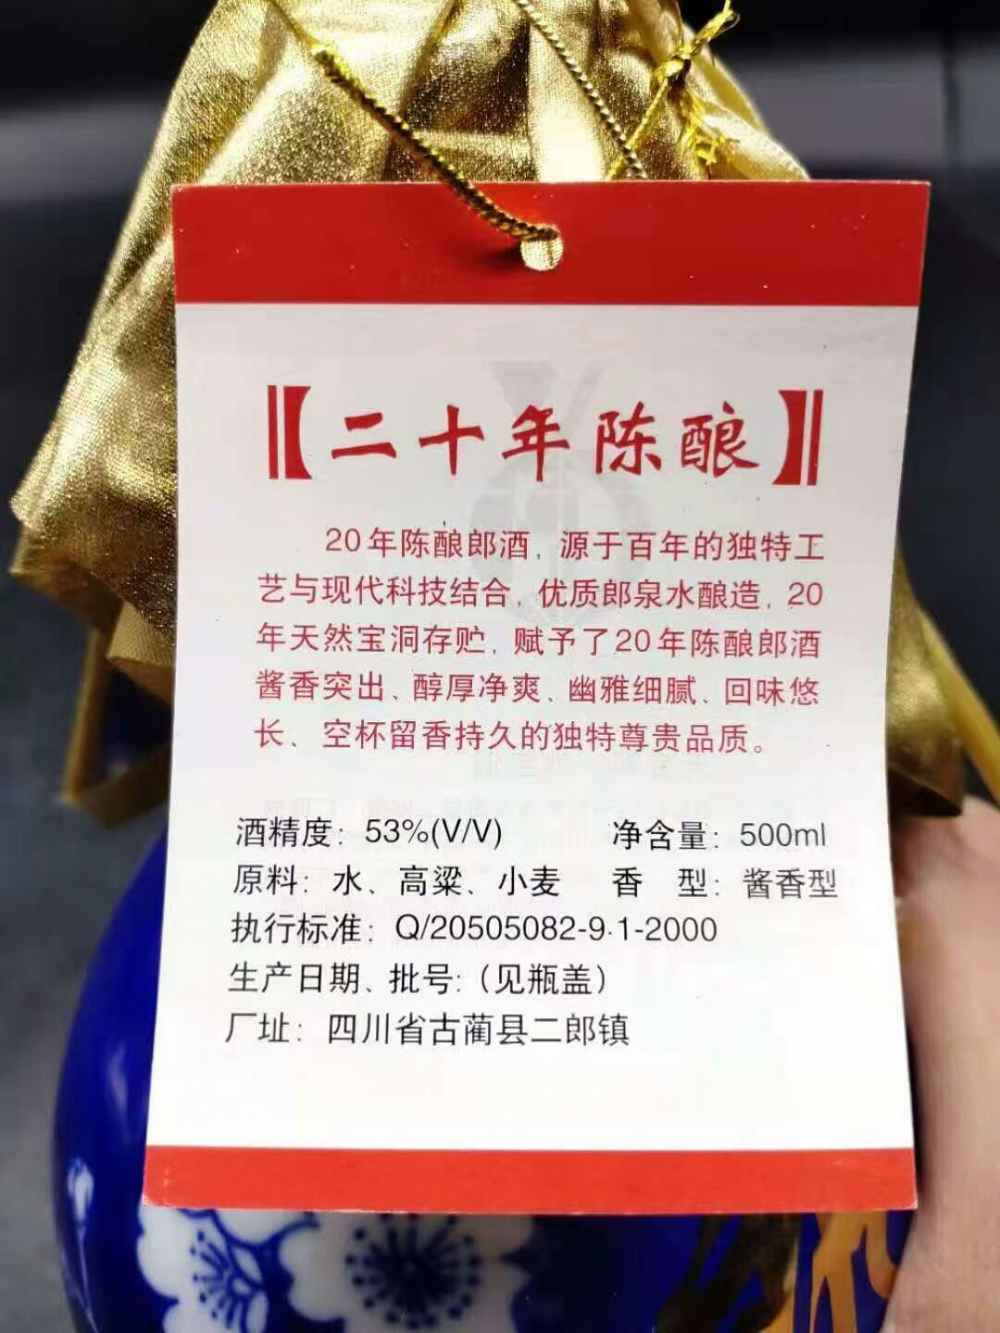 【二十年陈酿】
20年陈酿郎酒，源于百年的独特工
艺与现代科技结合，优质郎泉水酿造，20
年天然宝洞存贮，赋予了20年陈酿郎酒
酱香突出、醇厚净爽、幽雅细腻、回味悠
长、空杯留香持久的独特尊贵品质。
酒精度：53%(V/V) 净含量：500ml
原料：水、高粱、小麦 香 型：酱香型
执行标准：Q/20505082-9·1-2000
生产日期、批号:（见瓶盖）
厂址：四川省古蔺县二郎镇